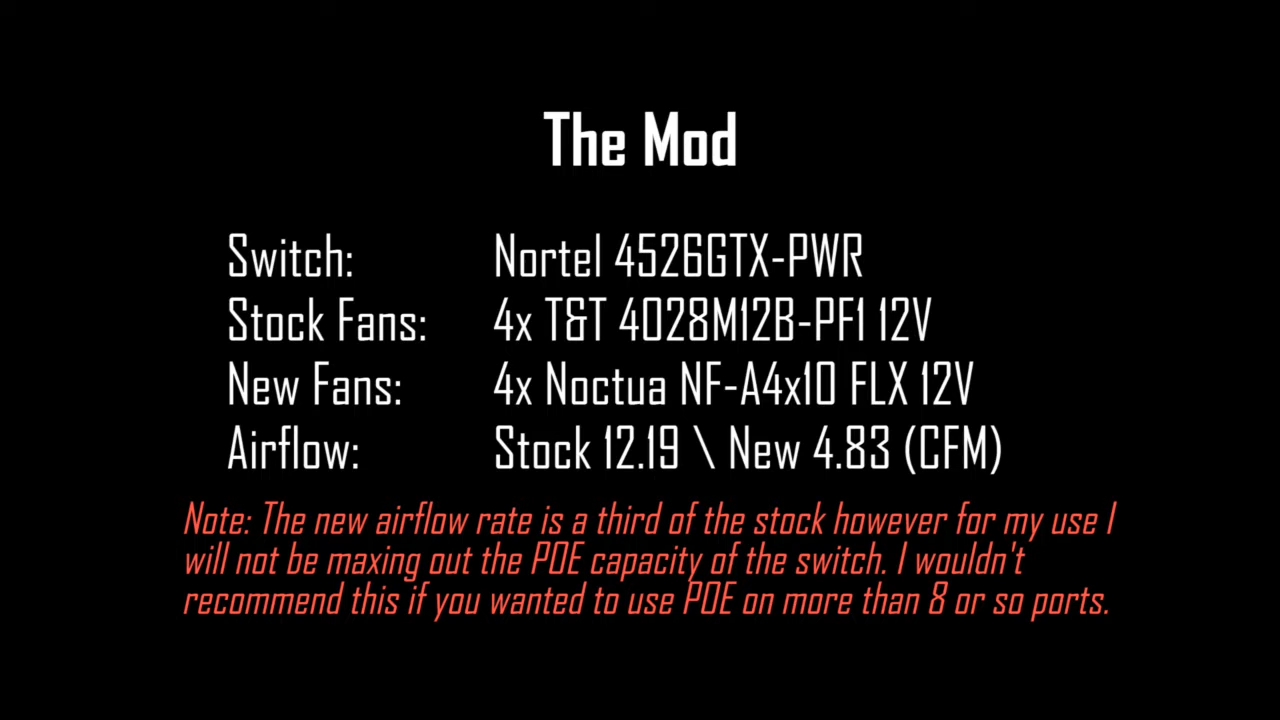 The Mod
Switch: Nortel 4526GTX-PWR
Stock Fans: 4x T&T 4028M12B-PF1 12V
New Fans: 4x Noctua NF-A4x10 FLX 12V
Airflow: Stock 12.19 \ New 4.83 (CFM)
Note: The new airflow rate is a third of the stock however for my use I
will not be maxing out the POE capacity of the switch. I wouldn't
recommend this if you wanted to use POE on more than 8 or so ports.